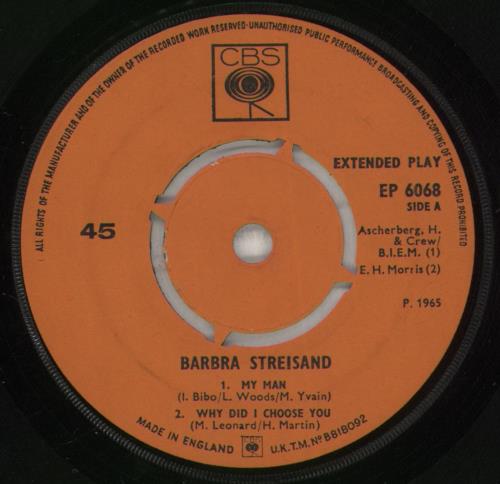 ALL RIGHTS OF THE MANUFACTURER AND OF THE OWNER OF THE RECORDED WORK RESERVED·UNAUTHORISED PUBLIC PERFORMANCE BROADCASTING AND COPYING OF THIS RECORD PROHIBITED
CBS
EXTENDED PLAY
EP 6068
SIDE A
45
Ascherberg, H.
& Crew/
B.I.E.M. (1)
E. H. Morris (2)
P. 1965
BARBRA STREISAND
1. MY MAN
(I. Bibo/L. Woods/M. Yvain)
2. WHY DID I CHOOSE YOU
(M. Leonard/H. Martin)
MADE IN ENGLAND
U.K.T.M. Nº B818092